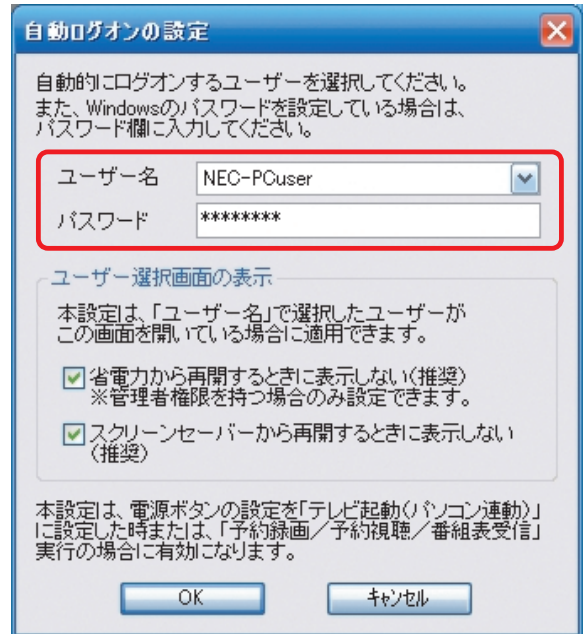 自動ログオンの設定
自動的にログオンするユーザーを選択してください。
また、Windowsのパスワードを設定している場合は、
パスワード欄に入力してください。
ユーザー名 NEC-PCuser
パスワード ********
ユーザー選択画面の表示
本設定は、「ユーザー名」で選択したユーザーが
この画面を開いている場合に適用できます。
省電力から再開するときに表示しない(推奨)
※管理者権限を持つ場合のみ設定できます。
スクリーンセーバーから再開するときに表示しない
(推奨)
本設定は、電源ボタンの設定を「テレビ起動(パソコン連動)」
に設定した時または、「予約録画/予約視聴/番組表受信」
実行の場合に有効になります。
OK キャンセル